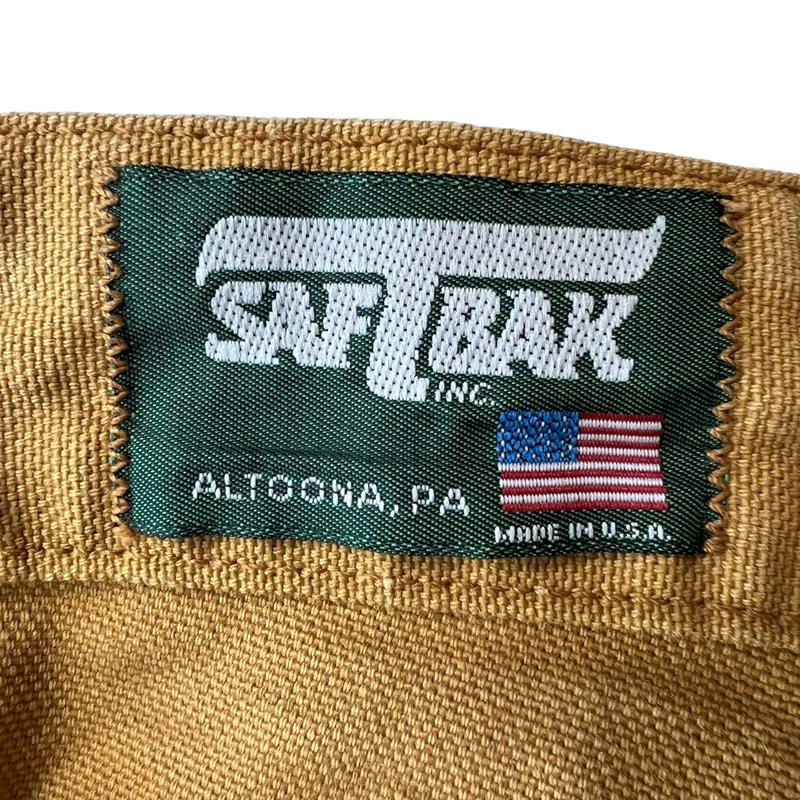 SAFTBAK
INC.
ALTOONA, PA
MADE IN U.S.A.